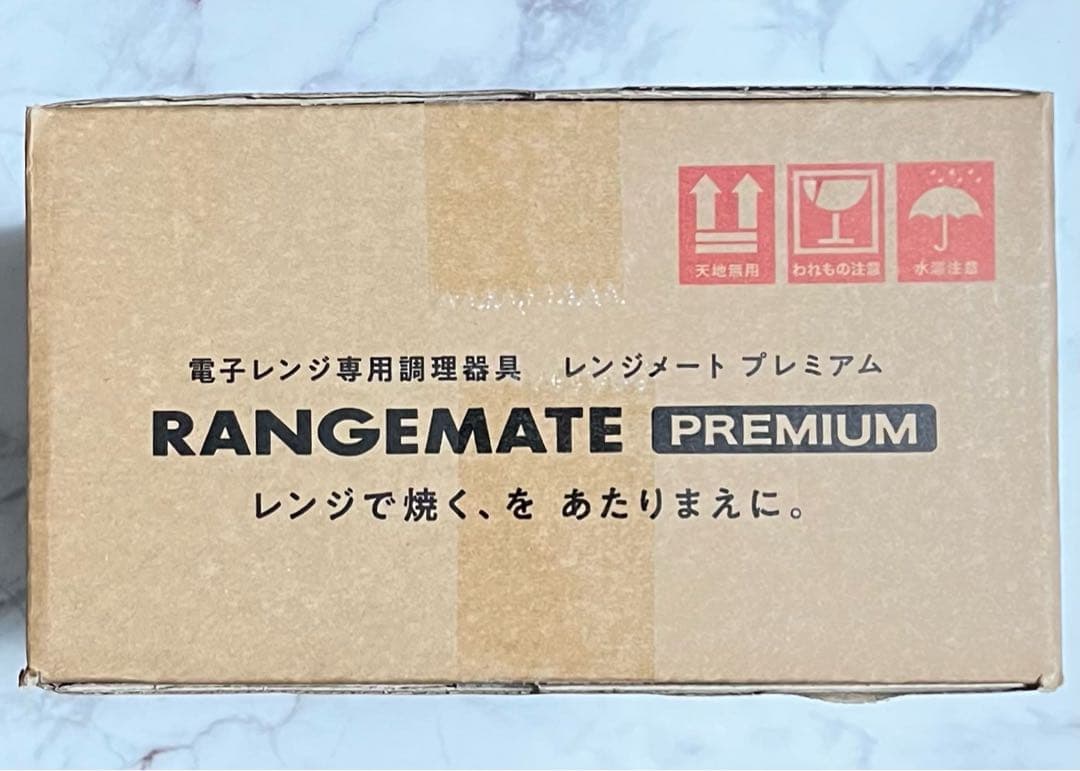 天地無用
われもの注意
水濡注意
電子レンジ専用調理器具 レンジメート プレミアム
RANGEMATE PREMIUM
レンジで焼く、を あたりまえに。